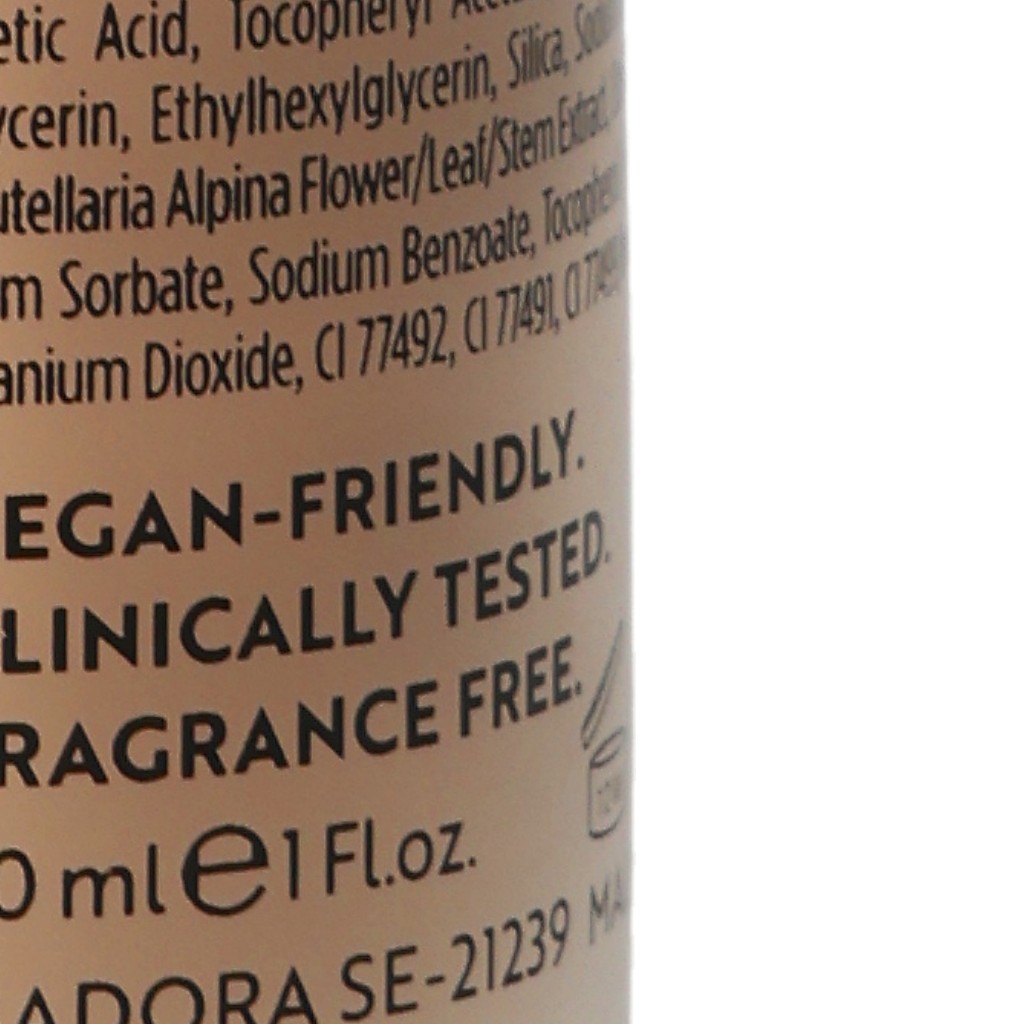 etic Acid, Tocopheryl
ycerin, Ethylhexylglycerin, Silica,
utellaria Alpina Flower/Leaf/Stem Extract,
m Sorbate, Sodium Benzoate,
anium Dioxide, CI 77492, CI 77491, CI
EGAN-FRIENDLY.
LINICALLY TESTED.
RAGRANCE FREE.
0 ml e 1 Fl.oz.
ADORA SE-21239